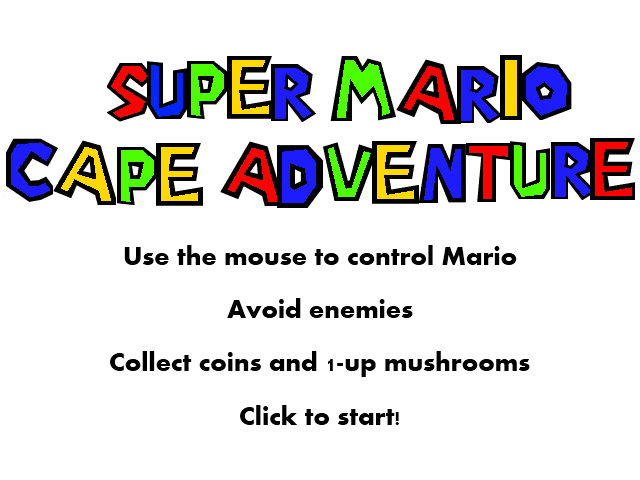 SUPER MARIO
CAPE ADVENTURE
Use the mouse to control Mario
Avoid enemies
Collect coins and 1-up mushrooms
Click to start!